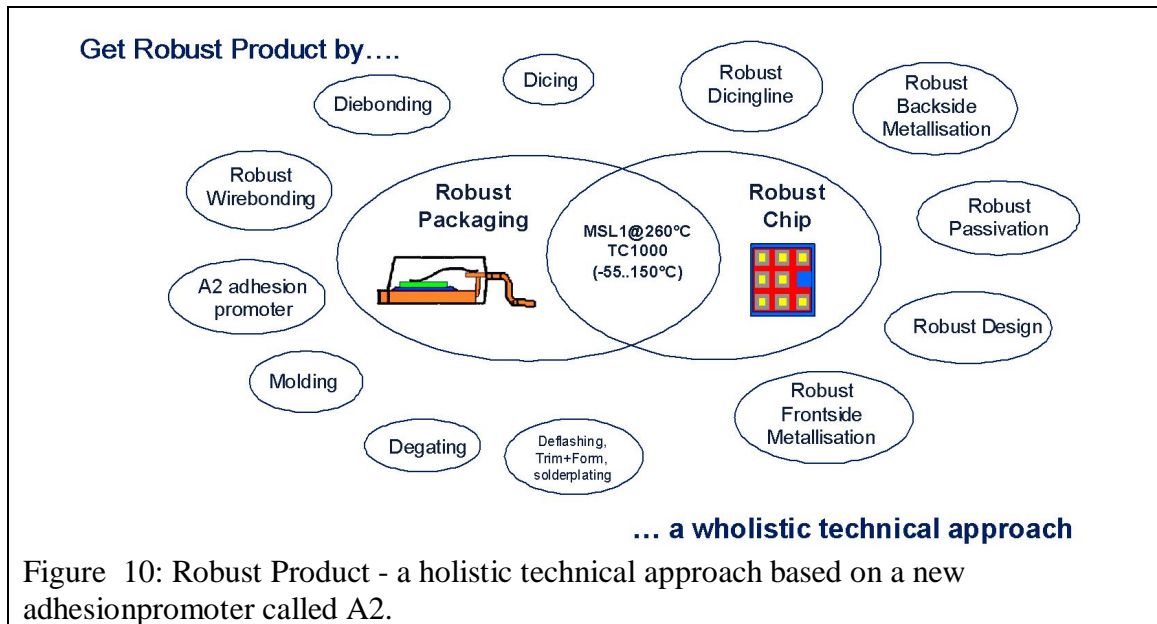 Get Robust Product by....
Dicing
Diebonding
Robust
Wirebonding
A2 adhesion
promoter
Molding
Degating
Deflashing,
Trim+Form,
solderplating
Robust
Packaging
MSL1@260°C
TC1000
(-55..150°C)
Robust
Chip
Robust
Dicingline
Robust
Backside
Metallisation
Robust
Passivation
Robust Design
Robust
Frontside
Metallisation
... a wholistic technical approach
Figure 10: Robust Product - a holistic technical approach based on a new
adhesionpromoter called A2.